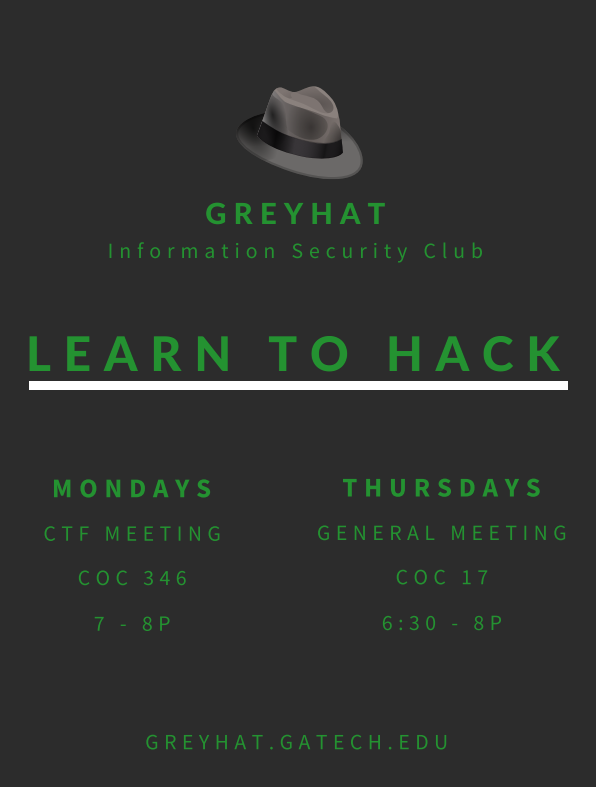 GREYHAT
Information Security Club
LEARN TO HACK
MONDAYS
CTF MEETING
COC 346
7 - 8P
THURSDAYS
GENERAL MEETING
COC 17
6:30 - 8P
GREYHAT.GATECH.EDU